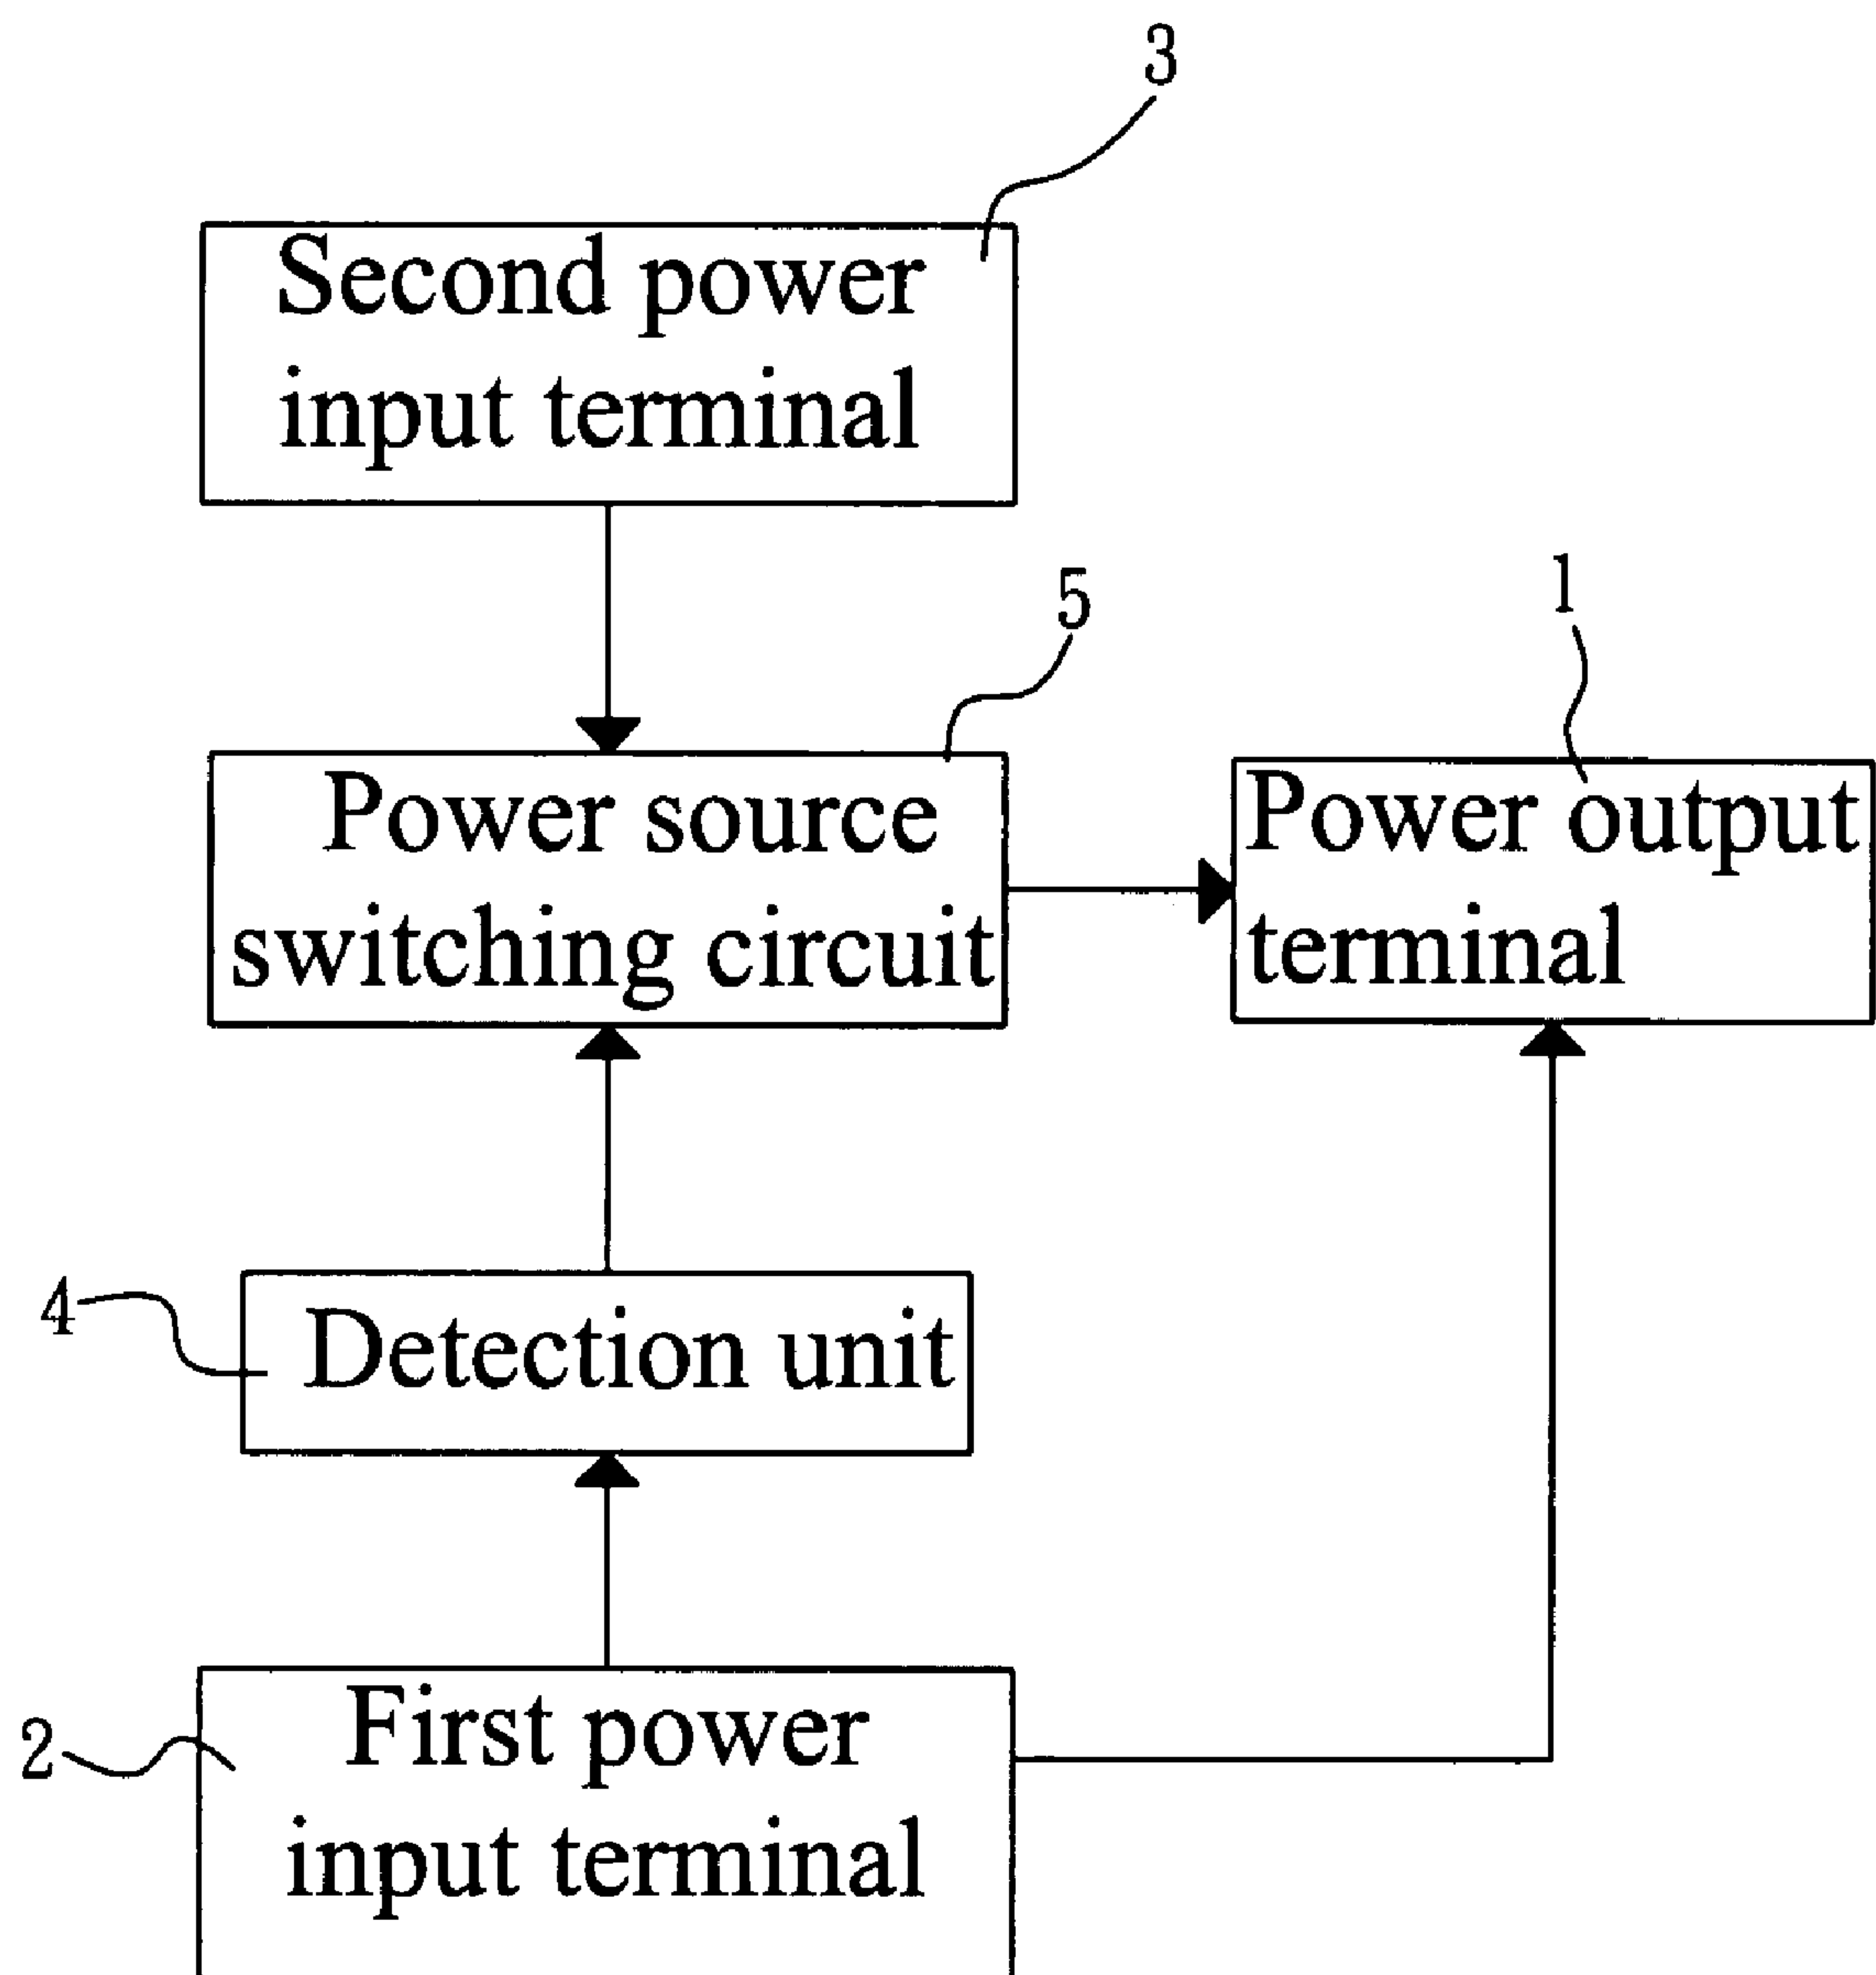 3
Second power
input terminal
5
1
Power source
switching circuit
Power output
terminal
4
Detection unit
2
First power
input terminal